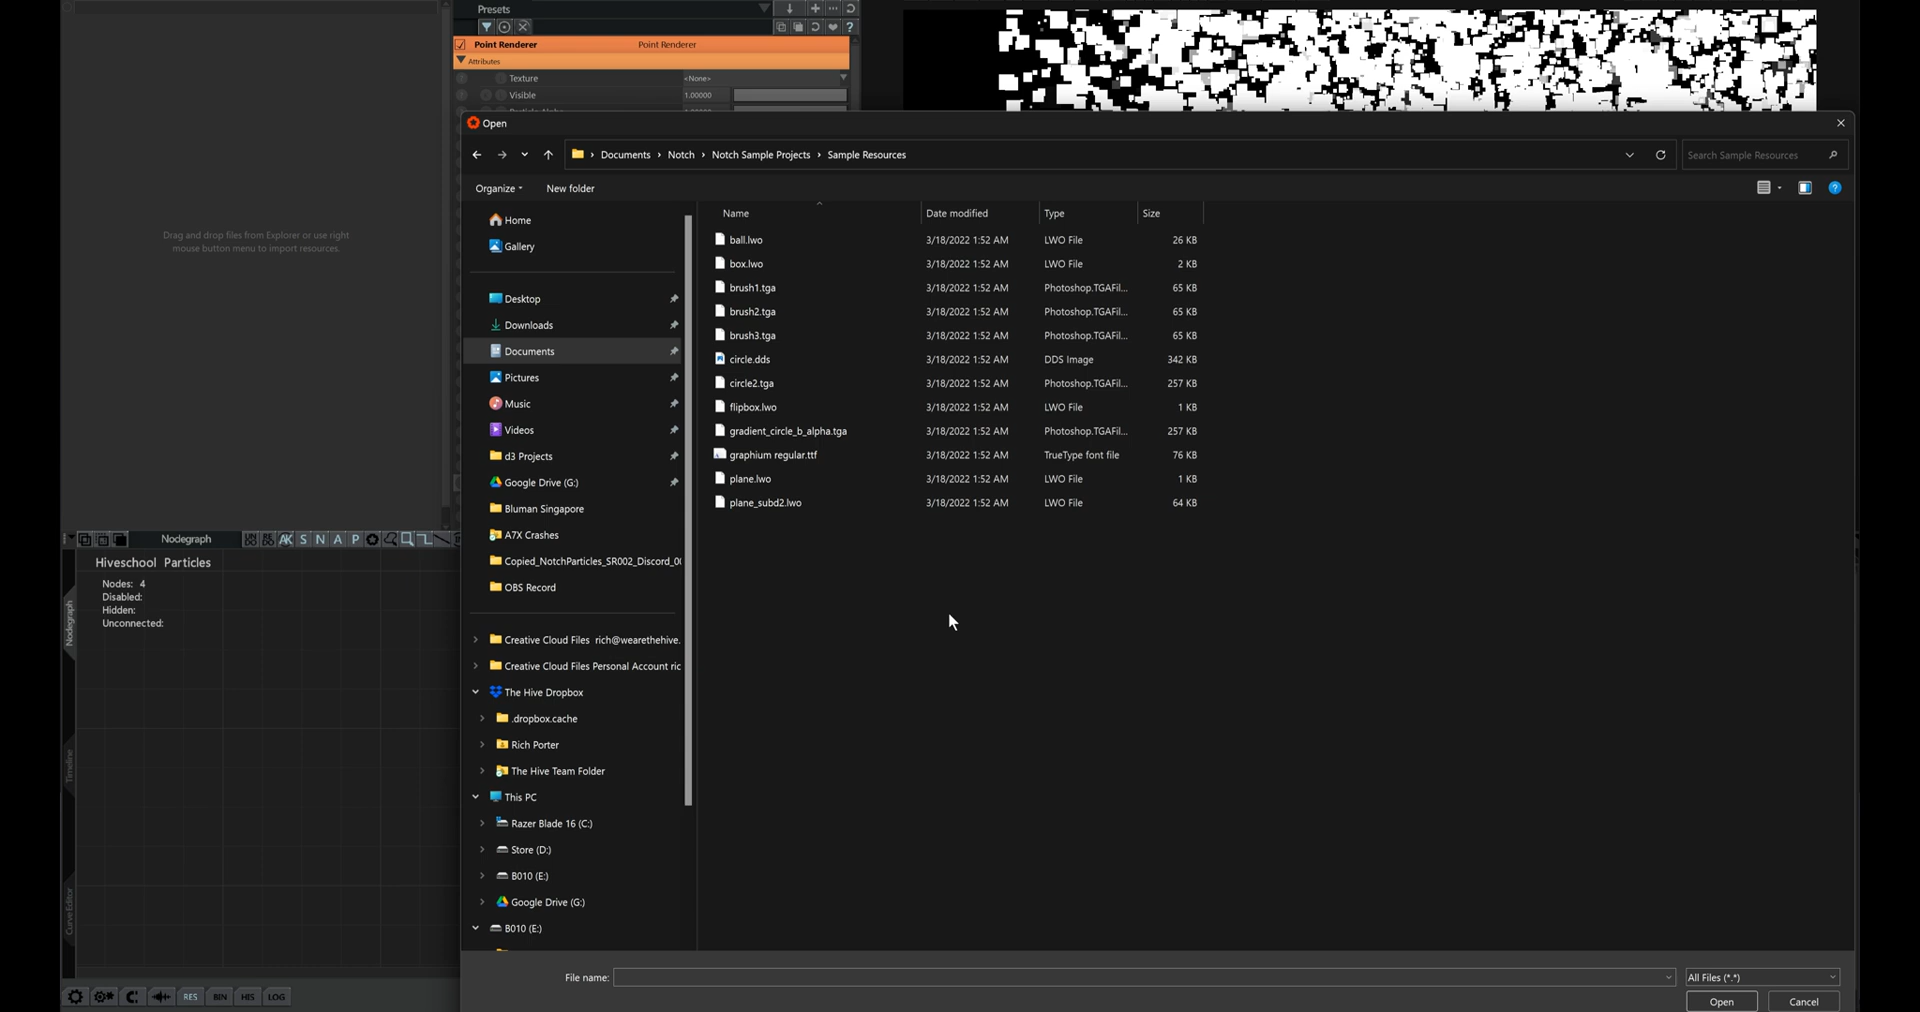 Presets
Point Renderer Point Renderer
Attributes
Texture <None>
Visible 1.00000
Open
Documents > Notch > Notch Sample Projects > Sample Resources
Search Sample Resources
Organize
New folder
Name Date modified Type Size
Home
Gallery
Desktop
Downloads
Documents
Pictures
Music
Videos
d3 Projects
Google Drive (G:)
Bluman Singapore
A7X Crashes
Copied_NotchParticles_SR002_Discord_0
OBS Record
Creative Cloud Files rich@wearethehive.
Creative Cloud Files Personal Account ric
The Hive Dropbox
.dropbox.cache
Rich Porter
The Hive Team Folder
This PC
Razer Blade 16 (C:)
Store (D:)
B010 (E:)
Google Drive (G:)
B010 (E:)
ball.lwo 3/18/2022 1:52 AM LWO File 26 KB
box.lwo 3/18/2022 1:52 AM LWO File 2 KB
brush1.tga 3/18/2022 1:52 AM Photoshop.TGAFil... 65 KB
brush2.tga 3/18/2022 1:52 AM Photoshop.TGAFil... 65 KB
brush3.tga 3/18/2022 1:52 AM Photoshop.TGAFil... 65 KB
circle.dds 3/18/2022 1:52 AM DDS Image 342 KB
circle2.tga 3/18/2022 1:52 AM Photoshop.TGAFil... 257 KB
flipbox.lwo 3/18/2022 1:52 AM LWO File 1 KB
gradient_circle_b_alpha.tga 3/18/2022 1:52 AM Photoshop.TGAFil... 257 KB
graphium regular.ttf 3/18/2022 1:52 AM TrueType font file 76 KB
plane.lwo 3/18/2022 1:52 AM LWO File 1 KB
plane_subd2.lwo 3/18/2022 1:52 AM LWO File 64 KB
File name:
All Files (*.*)
Open
Cancel
Drag and drop files from Explorer or use right
mouse button menu to import resources.
Nodegraph
UN DO RE DO AK S N A P
Hiveschool Particles
Nodes: 4
Disabled:
Hidden:
Unconnected:
Nodegraph
Timeline
Curve Editor
RES BIN HIS LOG